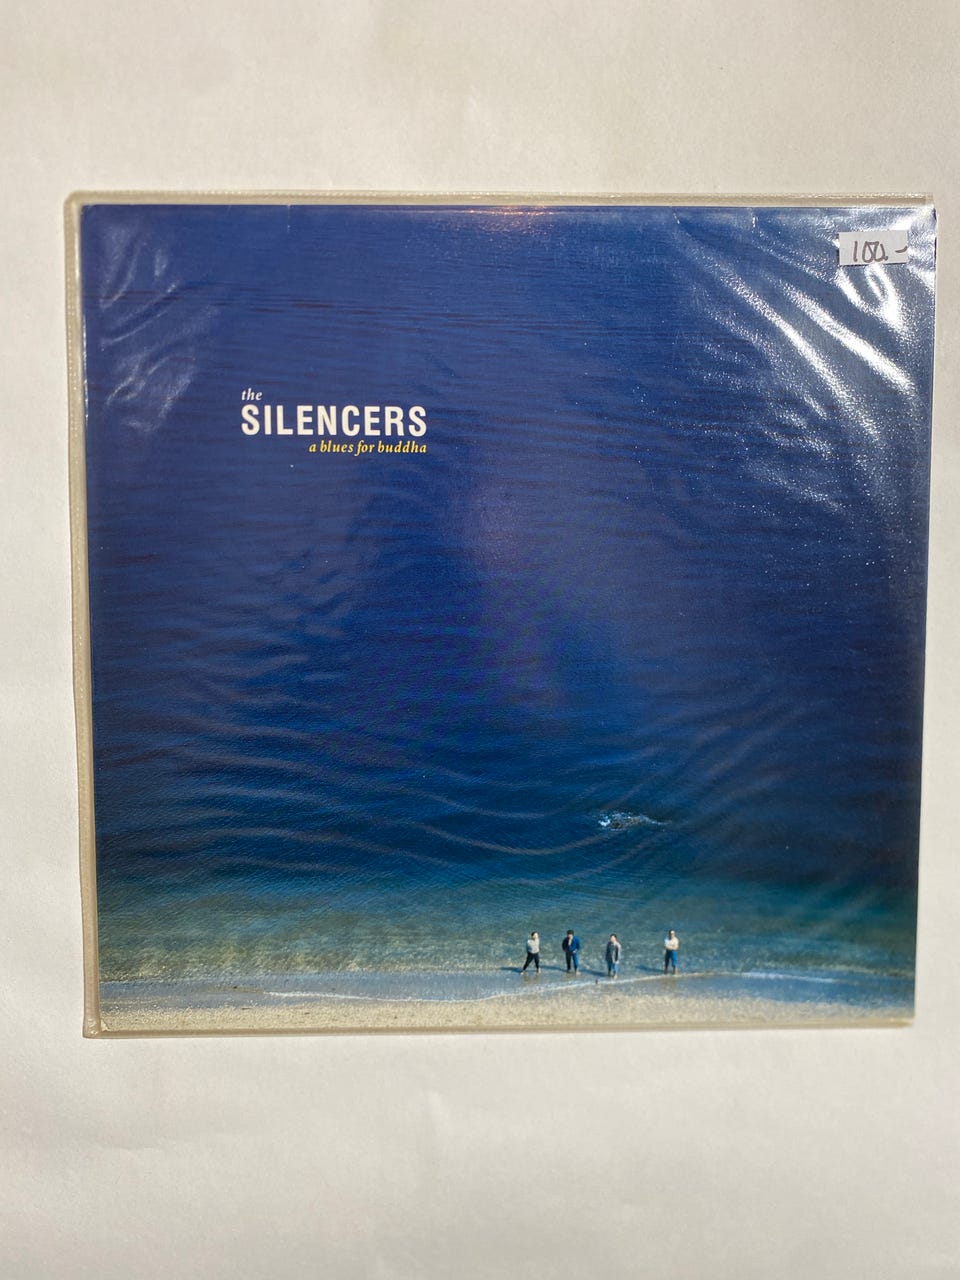 100.-
the
SILENCERS
a blues for buddha